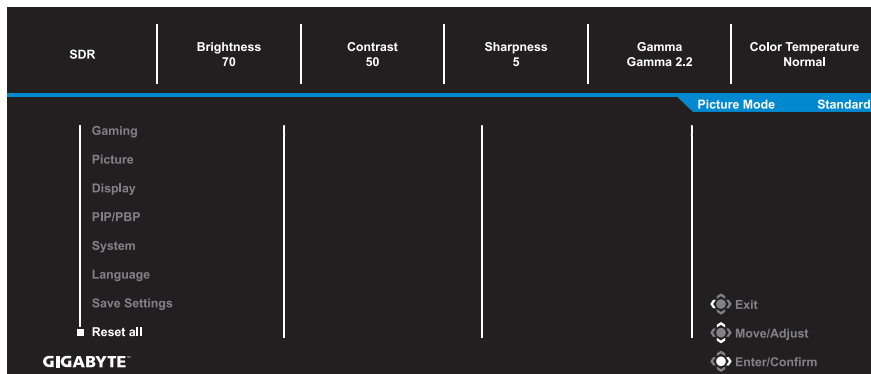 SDR
Brightness
70
Contrast
50
Sharpness
5
Gamma
Gamma 2.2
Color Temperature
Normal
Picture Mode Standard
Gaming
Picture
Display
PIP/PBP
System
Language
Save Settings
Reset all
Exit
Move/Adjust
Enter/Confirm
GIGABYTE™